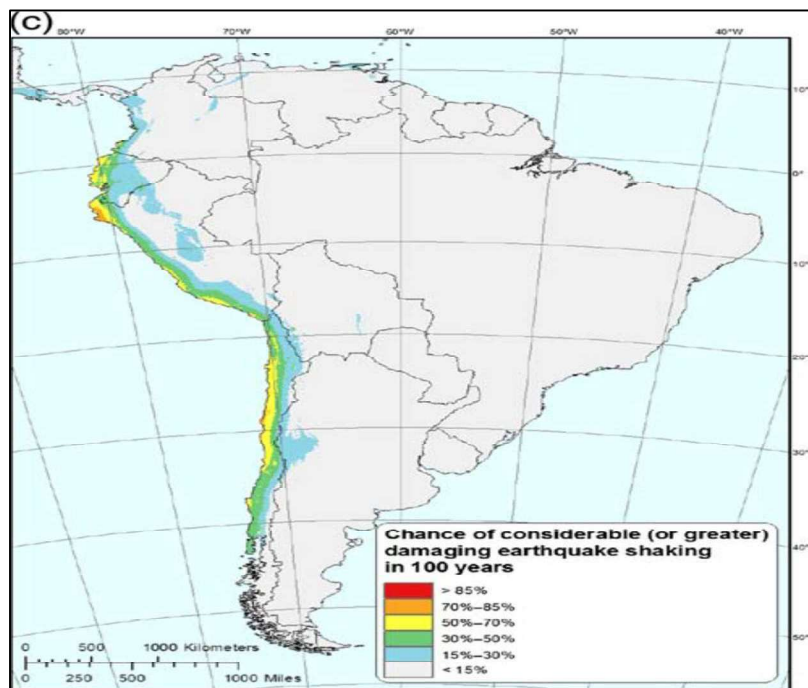 (C)
80°W 70°W 60°W 50°W 40°W
10°
0°
10°
20°
30°
40°
50°
Chance of considerable (or greater)
damaging earthquake shaking
in 100 years
> 85%
70%–85%
50%–70%
30%–50%
15%–30%
< 15%
0 500 1000 Kilometers
0 250 500 1000 Miles